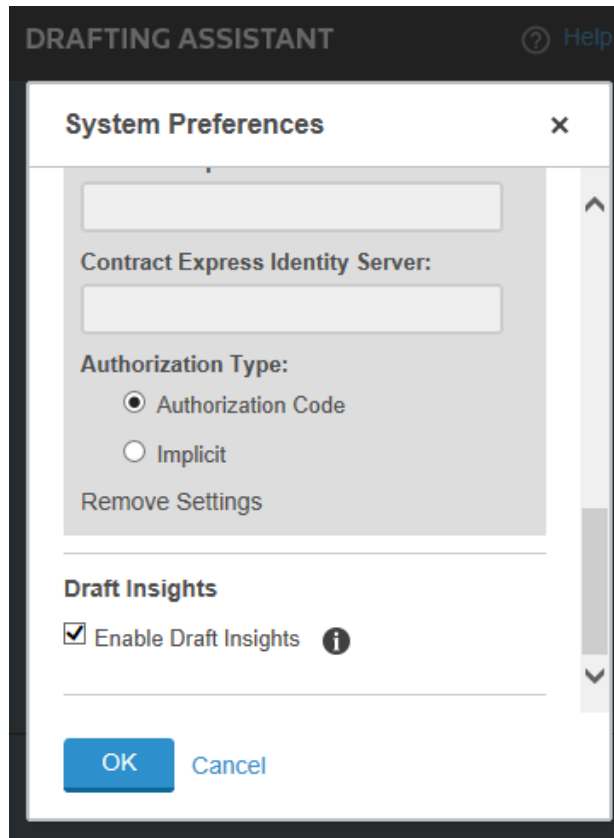 DRAFTING ASSISTANT
Help
System Preferences
Contract Express Identity Server:
Authorization Type:
Authorization Code
Implicit
Remove Settings
Draft Insights
Enable Draft Insights
OK
Cancel